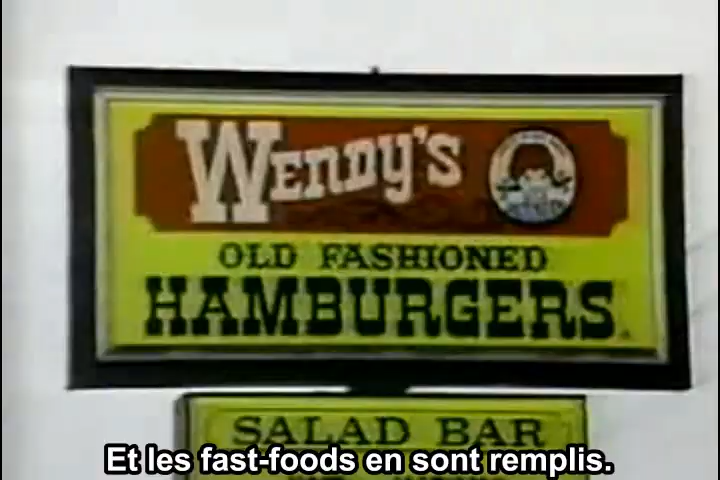 Wendy's
OLD FASHIONED
HAMBURGERS
SALAD BAR
Et les fast-foods en sont remplis.